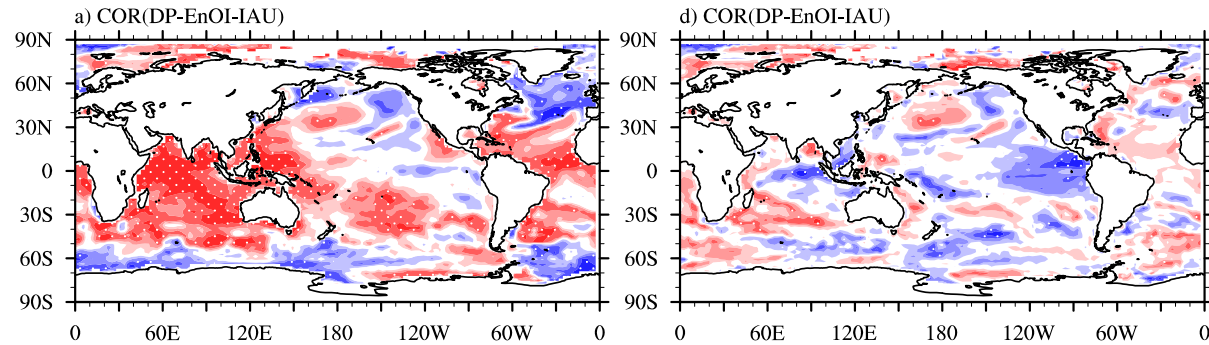 a) COR(DP-EnOI-IAU)
90N
60N
30N
0
30S
60S
90S
0 60E 120E 180 120W 60W 0
d) COR(DP-EnOI-IAU)
90N
60N
30N
0
30S
60S
90S
0 60E 120E 180 120W 60W 0